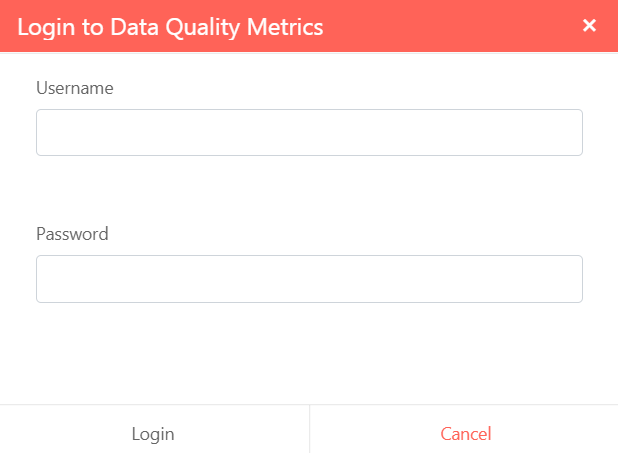 Login to Data Quality Metrics ×
Username
Password
Login Cancel